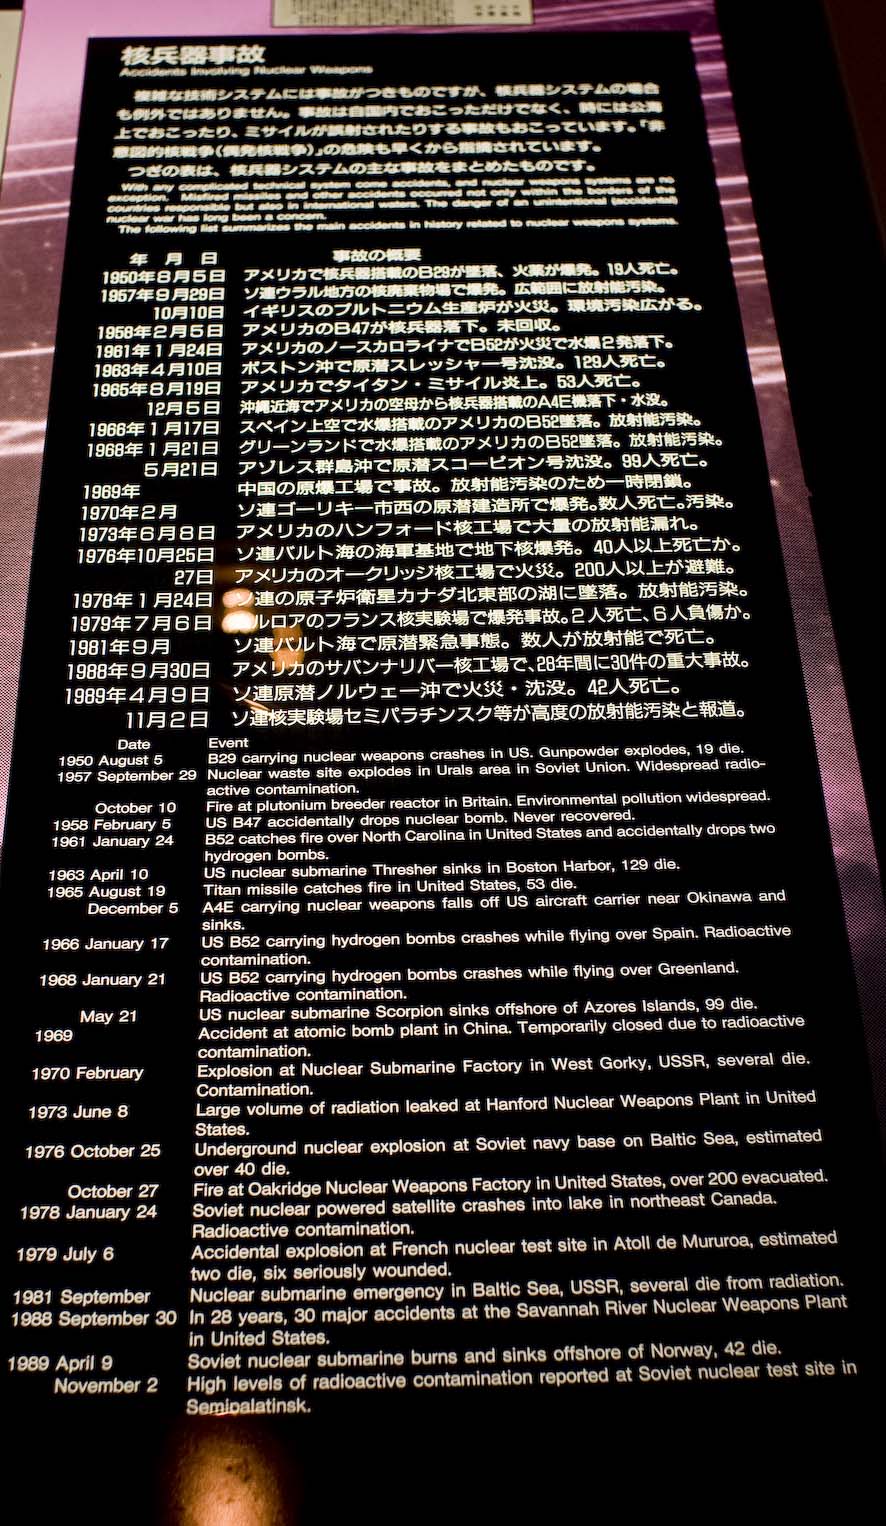 核兵器事故
Accidents Involving Nuclear Weapons
複雑な技術システムには事故がつきものですが、核兵器システムの場合
も例外ではありません。事故は自国内でおこっただけでなく、時には公海
上でおこったり、ミサイルが誤射されたりする事故もおこっています。「非
意図的核戦争(偶発核戦争)」の危険も早くから指摘されています。
つぎの表は、核兵器システムの主な事故をまとめたものです。
With any complicated technical system come accidents, and nuclear weapons systems are no
exception. Misfired missiles and other accidents occurred not only within the borders of the
countries responsible but also in international waters. The danger of an unintentional (accidental)
nuclear war has long been a concern.
The following list summarizes the main accidents in history related to nuclear weapons systems.
年 月 日 事故の概要
1950年8月5日 アメリカで核兵器搭載のB29が墜落、火薬が爆発。19人死亡。
1957年9月29日 ソ連ウラル地方の核廃棄物場で爆発。広範囲に放射能汚染。
10月10日 イギリスのプルトニウム生産炉が火災。環境汚染広がる。
1958年2月5日 アメリカのB47が核兵器落下。未回収。
1961年1月24日 アメリカのノースカロライナでB52が火災で水爆2発落下。
1963年4月10日 ボストン沖で原潜スレッシャー号沈没。129人死亡。
1965年8月19日 アメリカでタイタン・ミサイル炎上。53人死亡。
12月5日 沖縄近海でアメリカの空母から核兵器搭載のA4E機落下・水没。
1966年1月17日 スペイン上空で水爆搭載のアメリカのB52墜落。放射能汚染。
1968年1月21日 グリーンランドで水爆搭載のアメリカのB52墜落。放射能汚染。
5月21日 アゾレス群島沖で原潜スコーピオン号沈没。99人死亡。
1969年 中国の原爆工場で事故。放射能汚染のため一時閉鎖。
1970年2月 ソ連ゴーリキー市西の原潜建造所で爆発。数人死亡。汚染。
1973年6月8日 アメリカのハンフォード核工場で大量の放射能漏れ。
1976年10月25日 ソ連バルト海の海軍基地で地下核爆発。40人以上死亡か。
27日 アメリカのオークリッジ核工場で火災。200人以上が避難。
1978年1月24日 ソ連の原子炉衛星カナダ北東部の湖に墜落。放射能汚染。
1979年7月6日 ルロアのフランス核実験場で爆発事故。2人死亡、6人負傷か。
1981年9月 ソ連バルト海で原潜緊急事態。数人が放射能で死亡。
1988年9月30日 アメリカのサバンナリバー核工場で、28年間に30件の重大事故。
1989年4月9日 ソ連原潜ノルウェー沖で火災・沈没。42人死亡。
11月2日 ソ連核実験場セミパラチンスク等が高度の放射能汚染と報道。
Date Event
1950 August 5 B29 carrying nuclear weapons crashes in US. Gunpowder explodes, 19 die.
1957 September 29 Nuclear waste site explodes in Urals area in Soviet Union. Widespread radio-
active contamination.
October 10 Fire at plutonium breeder reactor in Britain. Environmental pollution widespread.
1958 February 5 US B47 accidentally drops nuclear bomb. Never recovered.
1961 January 24 B52 catches fire over North Carolina in United States and accidentally drops two
hydrogen bombs.
1963 April 10 US nuclear submarine Thresher sinks in Boston Harbor, 129 die.
1965 August 19 Titan missile catches fire in United States, 53 die.
December 5 A4E carrying nuclear weapons falls off US aircraft carrier near Okinawa and
sinks.
1966 January 17 US B52 carrying hydrogen bombs crashes while flying over Spain. Radioactive
contamination.
1968 January 21 US B52 carrying hydrogen bombs crashes while flying over Greenland.
Radioactive contamination.
May 21 US nuclear submarine Scorpion sinks offshore of Azores Islands, 99 die.
1969 Accident at atomic bomb plant in China. Temporarily closed due to radioactive
contamination.
1970 February Explosion at Nuclear Submarine Factory in West Gorky, USSR, several die.
Contamination.
1973 June 8 Large volume of radiation leaked at Hanford Nuclear Weapons Plant in United
States.
1976 October 25 Underground nuclear explosion at Soviet navy base on Baltic Sea, estimated
over 40 die.
October 27 Fire at Oakridge Nuclear Weapons Factory in United States, over 200 evacuated.
1978 January 24 Soviet nuclear powered satellite crashes into lake in northeast Canada.
Radioactive contamination.
1979 July 6 Accidental explosion at French nuclear test site in Atoll de Mururoa, estimated
two die, six seriously wounded.
1981 September Nuclear submarine emergency in Baltic Sea, USSR, several die from radiation.
1988 September 30 In 28 years, 30 major accidents at the Savannah River Nuclear Weapons Plant
in United States.
1989 April 9 Soviet nuclear submarine burns and sinks offshore of Norway, 42 die.
November 2 High levels of radioactive contamination reported at Soviet nuclear test site in
Semipalatinsk.